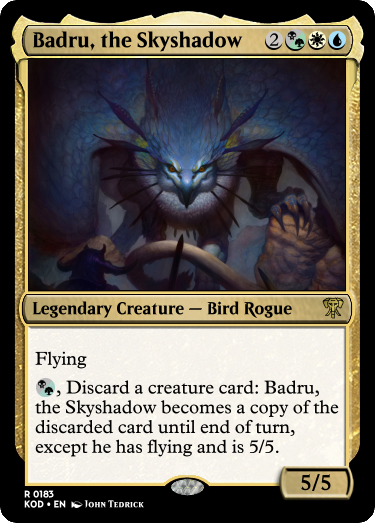 Badru, the Skyshadow 2
Legendary Creature — Bird Rogue
Flying
, Discard a creature card: Badru,
the Skyshadow becomes a copy of the
discarded card until end of turn,
except he has flying and is 5/5.
5/5
R 0183
KOD • EN John Tedrick